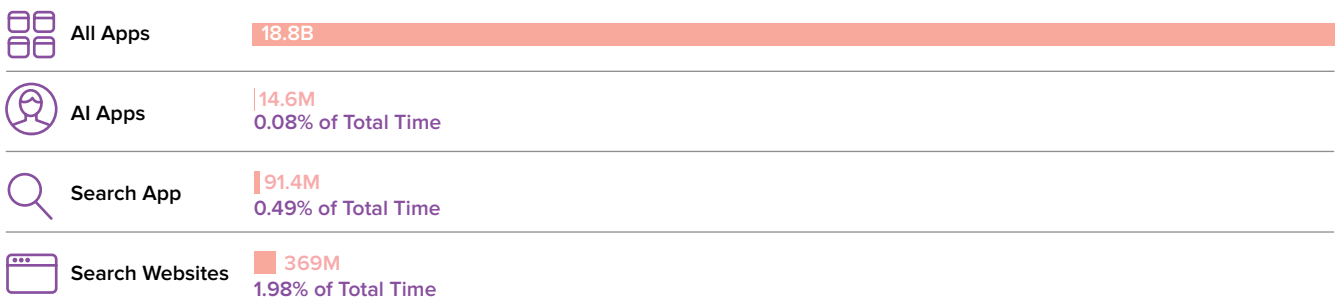 All Apps
18.8B
AI Apps
14.6M
0.08% of Total Time
Search App
91.4M
0.49% of Total Time
Search Websites
369M
1.98% of Total Time